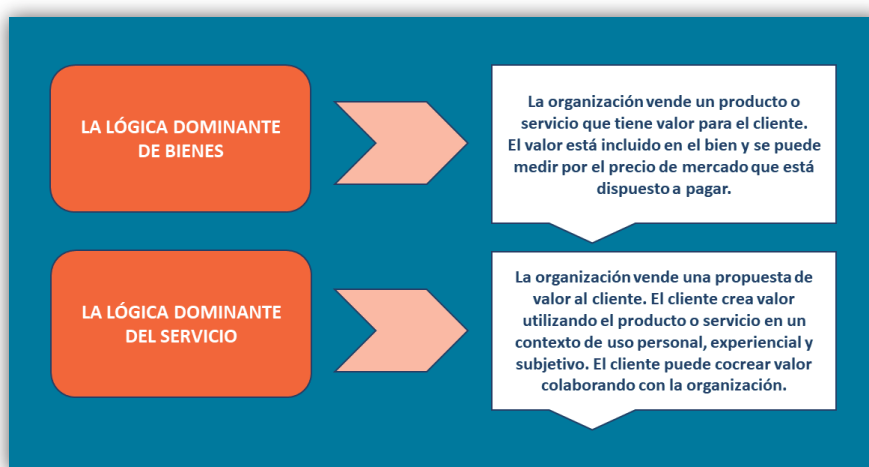 LA LÓGICA DOMINANTE
DE BIENES
La organización vende un producto o
servicio que tiene valor para el cliente.
El valor está incluido en el bien y se puede
medir por el precio de mercado que está
dispuesto a pagar.
LA LÓGICA DOMINANTE
DEL SERVICIO
La organización vende una propuesta de
valor al cliente. El cliente crea valor
utilizando el producto o servicio en un
contexto de uso personal, experiencial y
subjetivo. El cliente puede cocrear valor
colaborando con la organización.